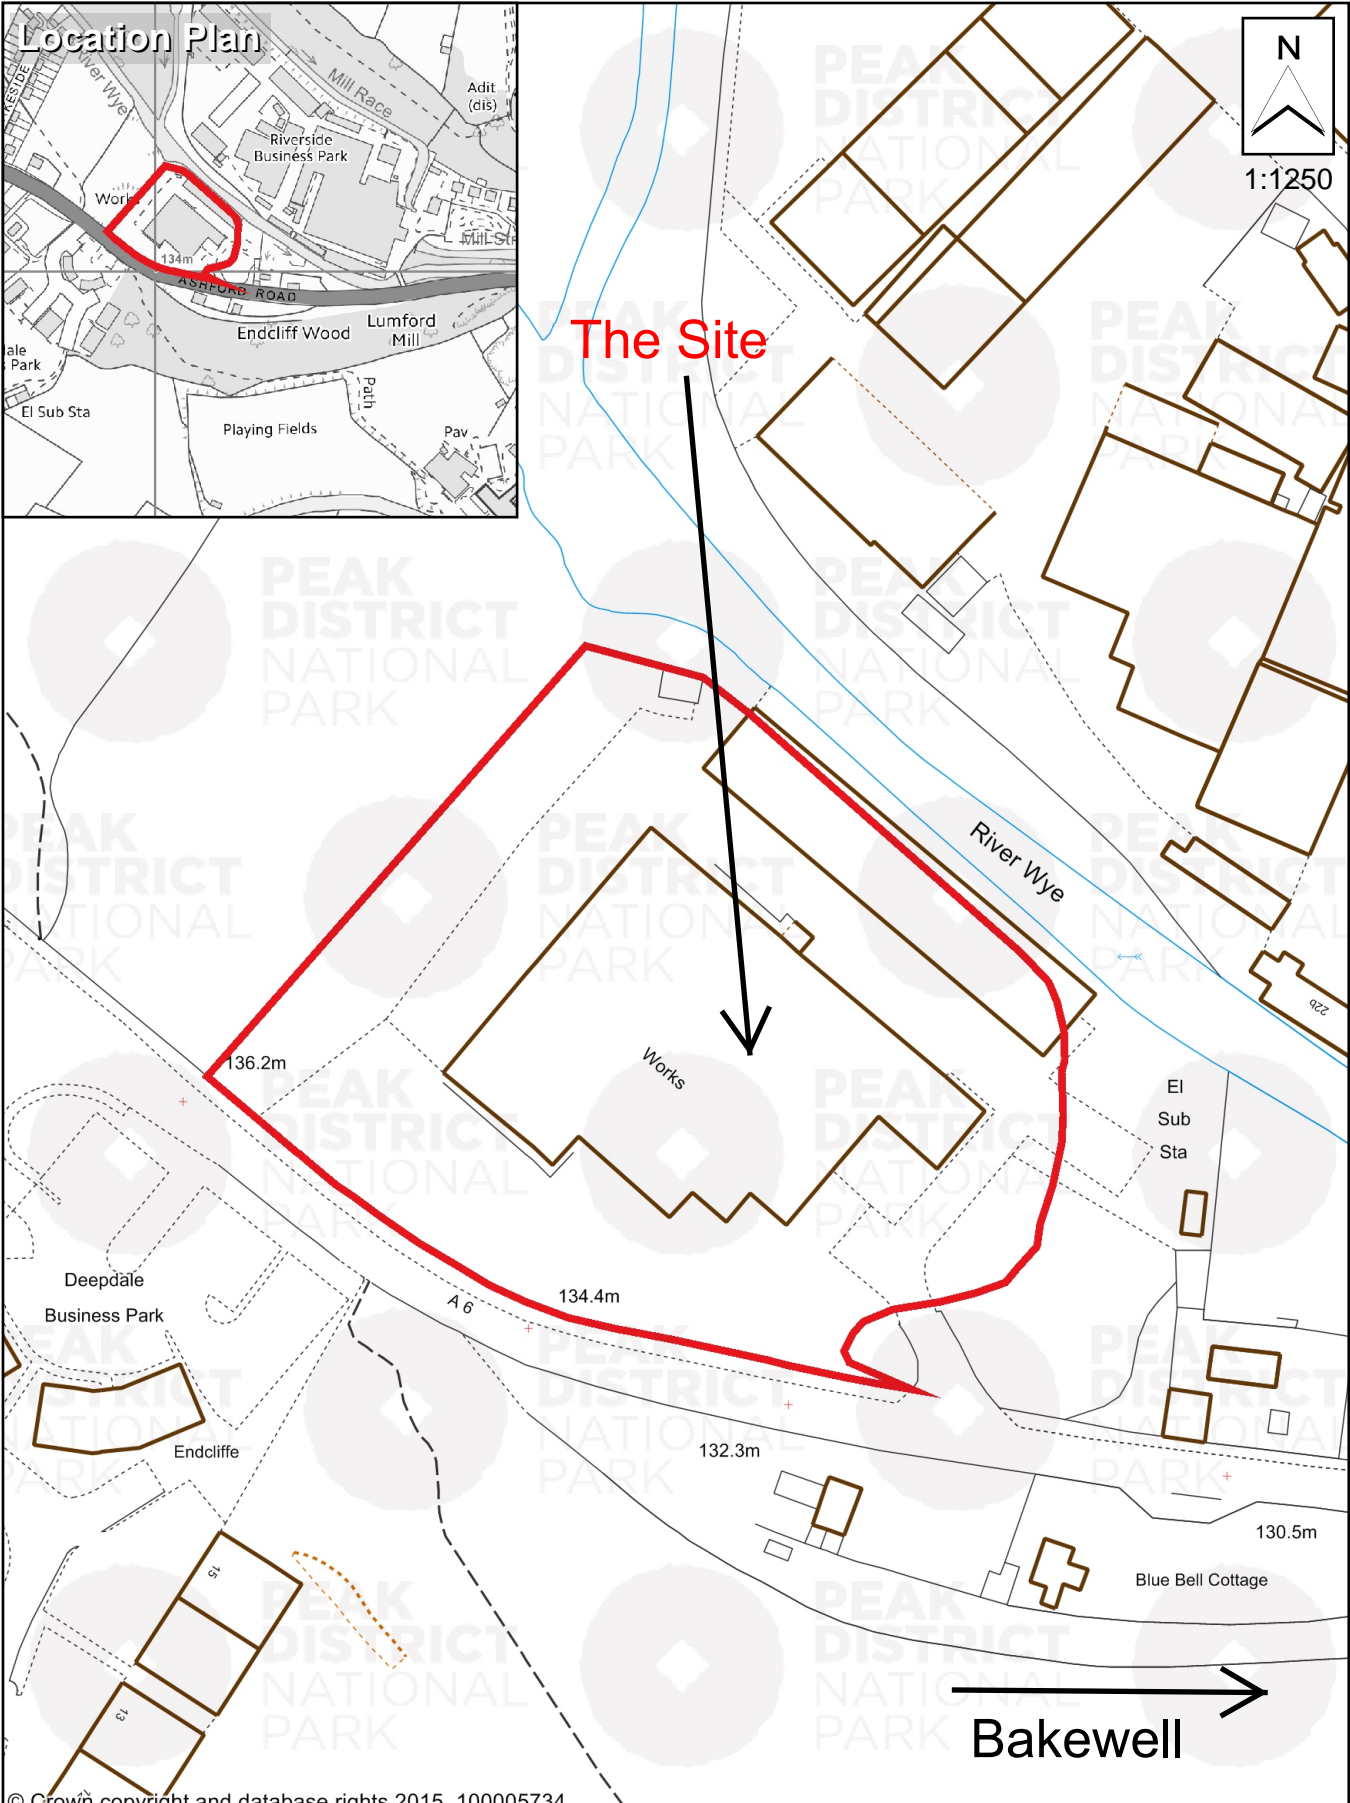 Location Plan
KESIDE
River Wye
Mill Race
Adit
(dis)
Riverside
Business Park
Works
Mill St
134m
ASHFORD ROAD
Endcliff Wood
Lumford
Mill
dale
s Park
El Sub Sta
Path
Playing Fields
Pav
N
1:1250
The Site
River Wye
22b
136.2m
Works
El
Sub
Sta
Deepdale
Business Park
A 6
134.4m
Endcliffe
132.3m
130.5m
Blue Bell Cottage
15
13
Bakewell
© Crown copyright and database rights 2015. 100005734
PEAK
DISTRICT
NATIONAL
PARK